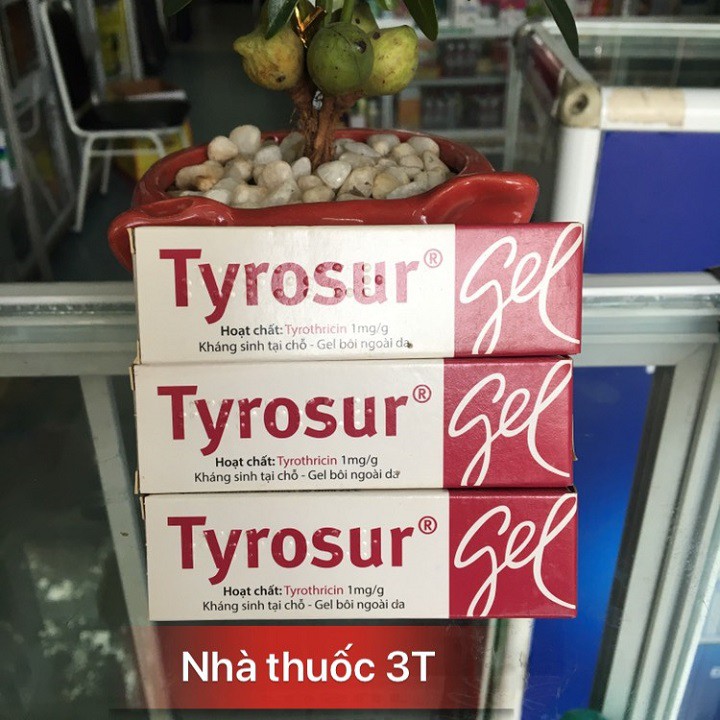 Tyrosur® gel
Hoạt chất: Tyrothricin 1mg/g
Kháng sinh tại chỗ - Gel bôi ngoài da
Tyrosur® gel
Hoạt chất: Tyrothricin 1mg/g
Kháng sinh tại chỗ - Gel bôi ngoài da
Tyrosur® gel
Hoạt chất: Tyrothricin 1mg/g
Kháng sinh tại chỗ - Gel bôi ngoài da
Nhà thuốc 3T